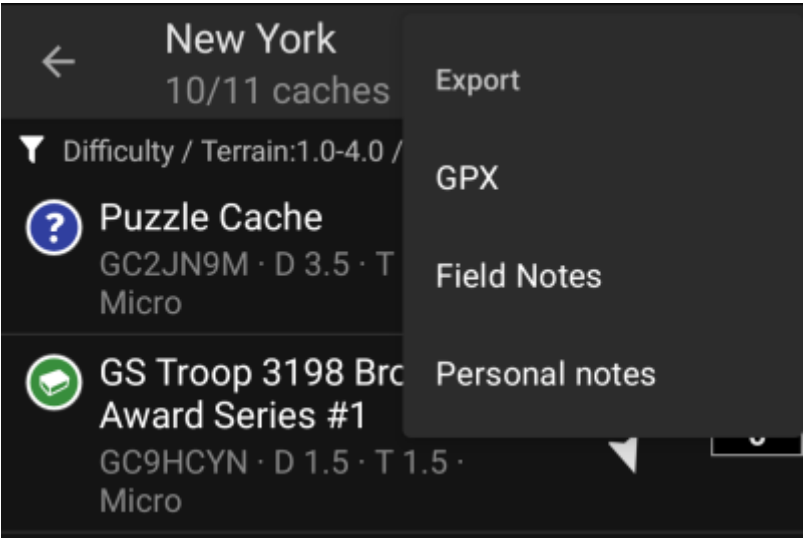 New York
10/11 caches
Difficulty / Terrain:1.0-4.0 /
Puzzle Cache
GC2JN9M · D 3.5 · T
Micro
GS Troop 3198 Bro
Award Series #1
GC9HCYN · D 1.5 · T 1.5 ·
Micro
Export
GPX
Field Notes
Personal notes